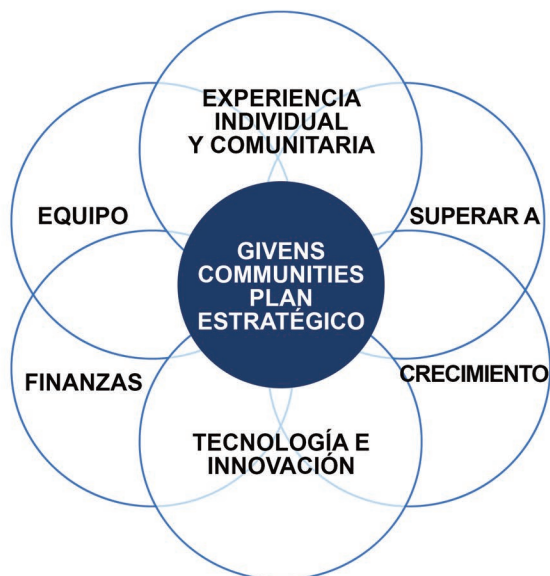 EXPERIENCIA
INDIVIDUAL
Y COMUNITARIA
EQUIPO
SUPERAR A
GIVENS
COMMUNITIES
PLAN
ESTRATÉGICO
FINANZAS
CRECIMIENTO
TECNOLOGÍA E
INNOVACIÓN